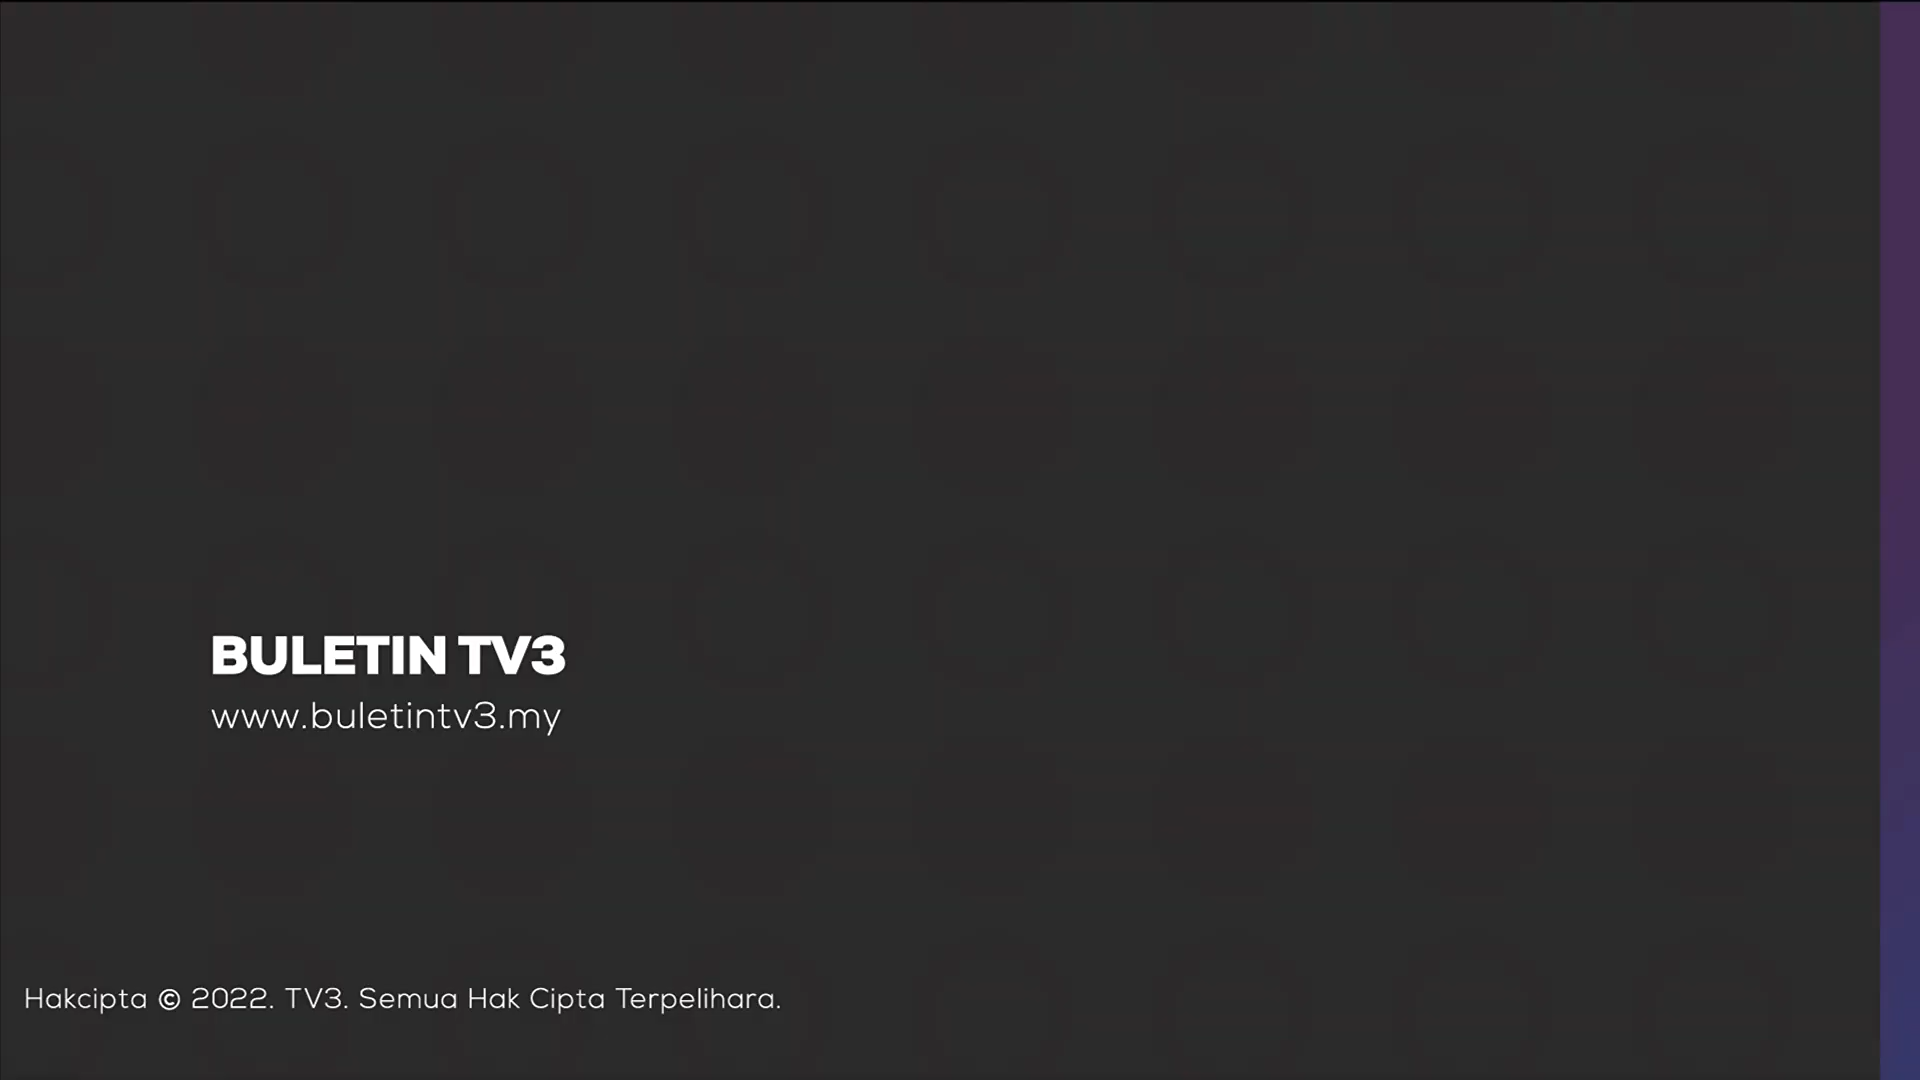 BULETIN TV3
www.buletintv3.my
Hakcipta © 2022. TV3. Semua Hak Cipta Terpelihara.